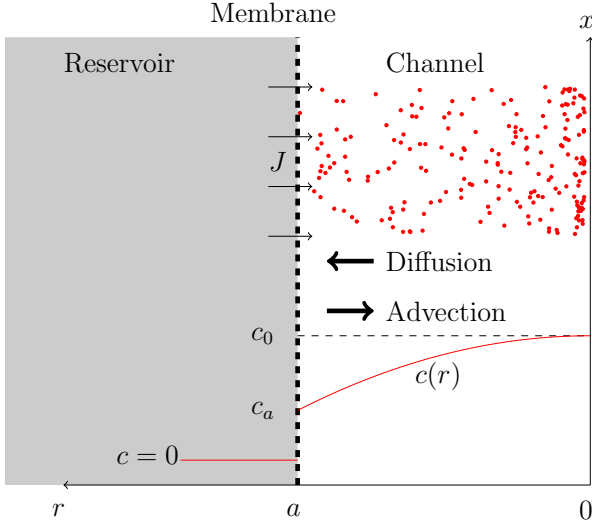 Membrane
x
Reservoir
Channel
J
Diffusion
Advection
c₀
c(r)
cₐ
c = 0
r
a
0